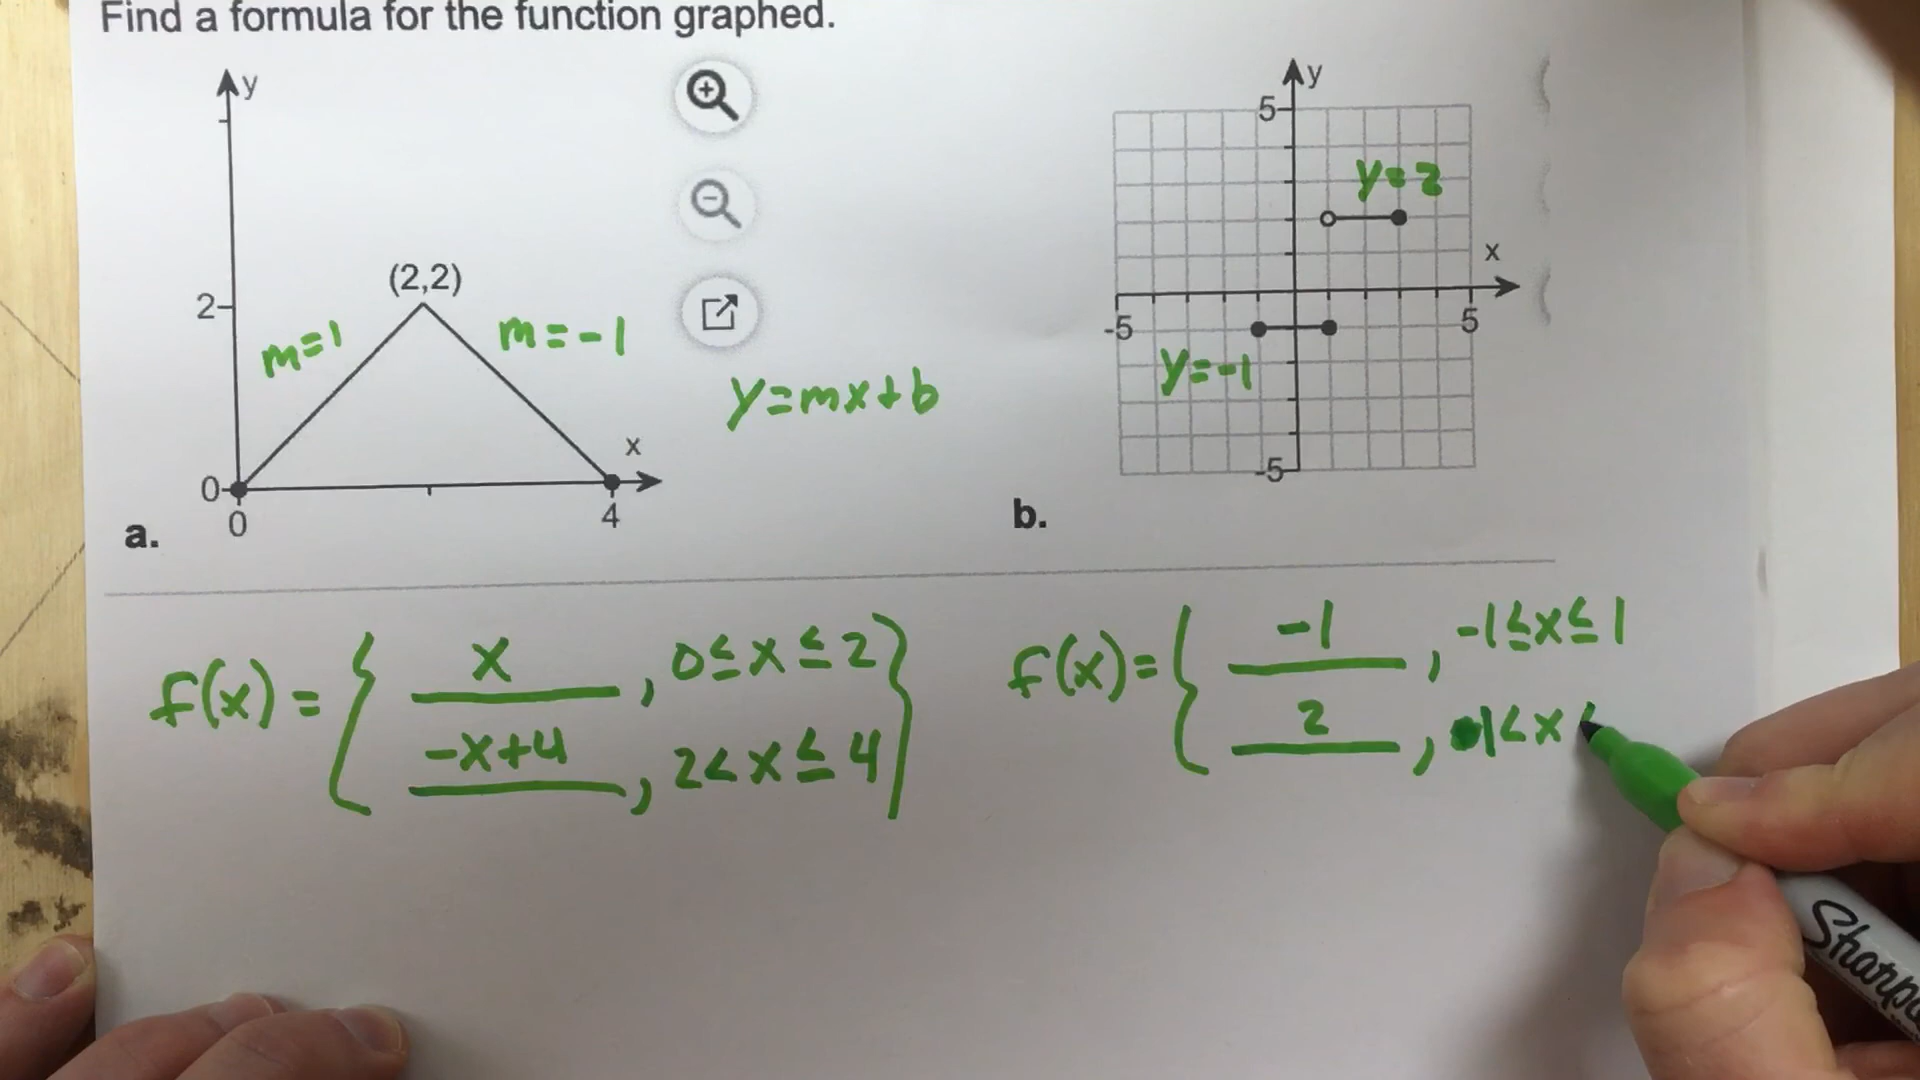 Find a formula for the function graphed.
y
(2,2)
2
m=1
m=-1
y=mx+b
x
0
0
4
a.
y
5
y=2
x
-5
5
y=-1
-5
b.
f(x)={ x , 0≤x≤2
-x+4 , 2<x≤4 }
f(x)={ -1 , -1≤x≤1
2 , 1<x
Sharp